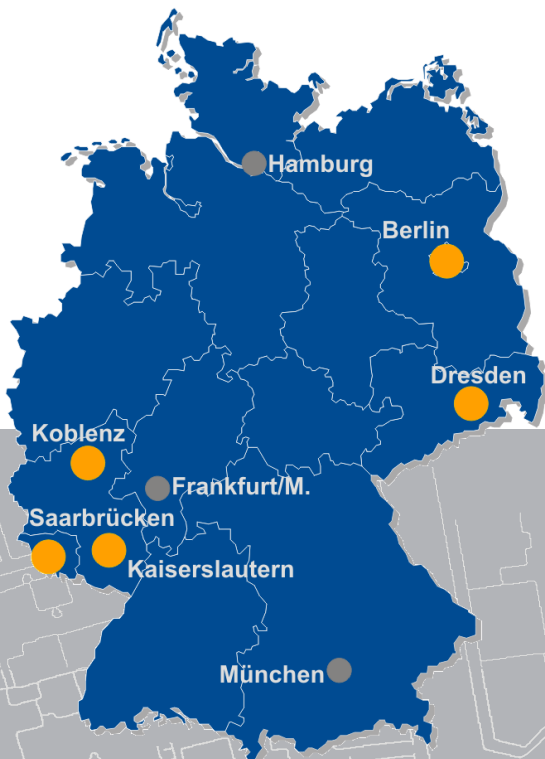 Hamburg
Berlin
Dresden
Koblenz
Frankfurt/M.
Saarbrücken
Kaiserslautern
München